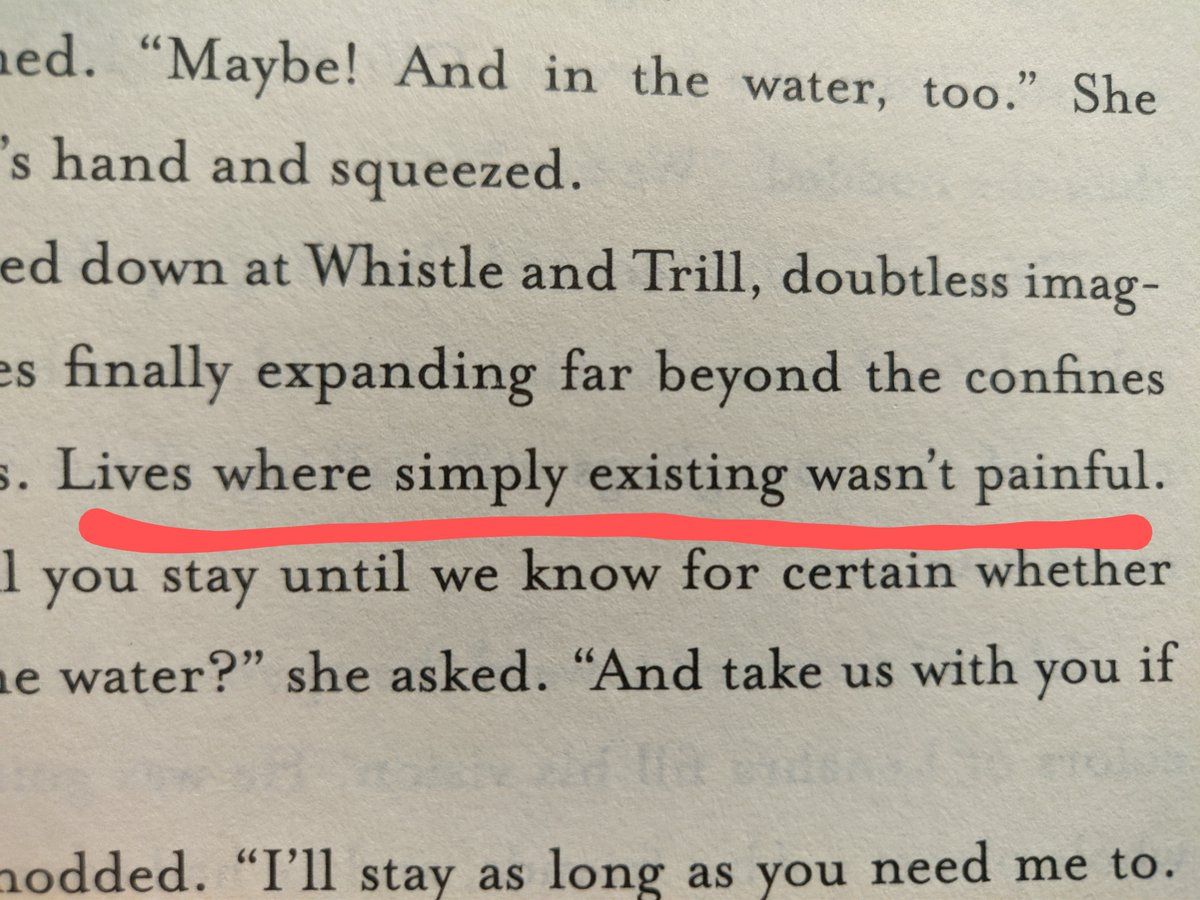 ned. “Maybe! And in the water, too.” She
’s hand and squeezed.
ed down at Whistle and Trill, doubtless imag-
es finally expanding far beyond the confines
s. Lives where simply existing wasn’t painful.
l you stay until we know for certain whether
he water?” she asked. “And take us with you if
nodded. “I’ll stay as long as you need me to.